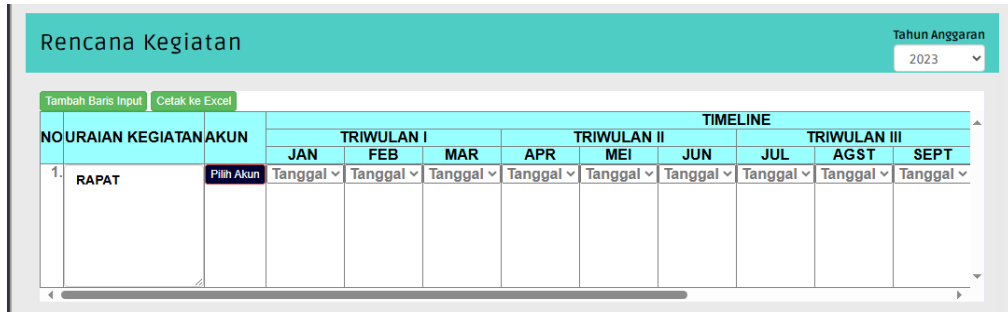 Rencana Kegiatan
Tahun Anggaran
2023
Tambah Baris Input Cetak ke Excel
TIMELINE
NO URAIAN KEGIATAN AKUN TRIWULAN I TRIWULAN II TRIWULAN III
JAN FEB MAR APR MEI JUN JUL AGST SEPT
1. RAPAT Pilih Akun Tanggal Tanggal Tanggal Tanggal Tanggal Tanggal Tanggal Tanggal Tanggal